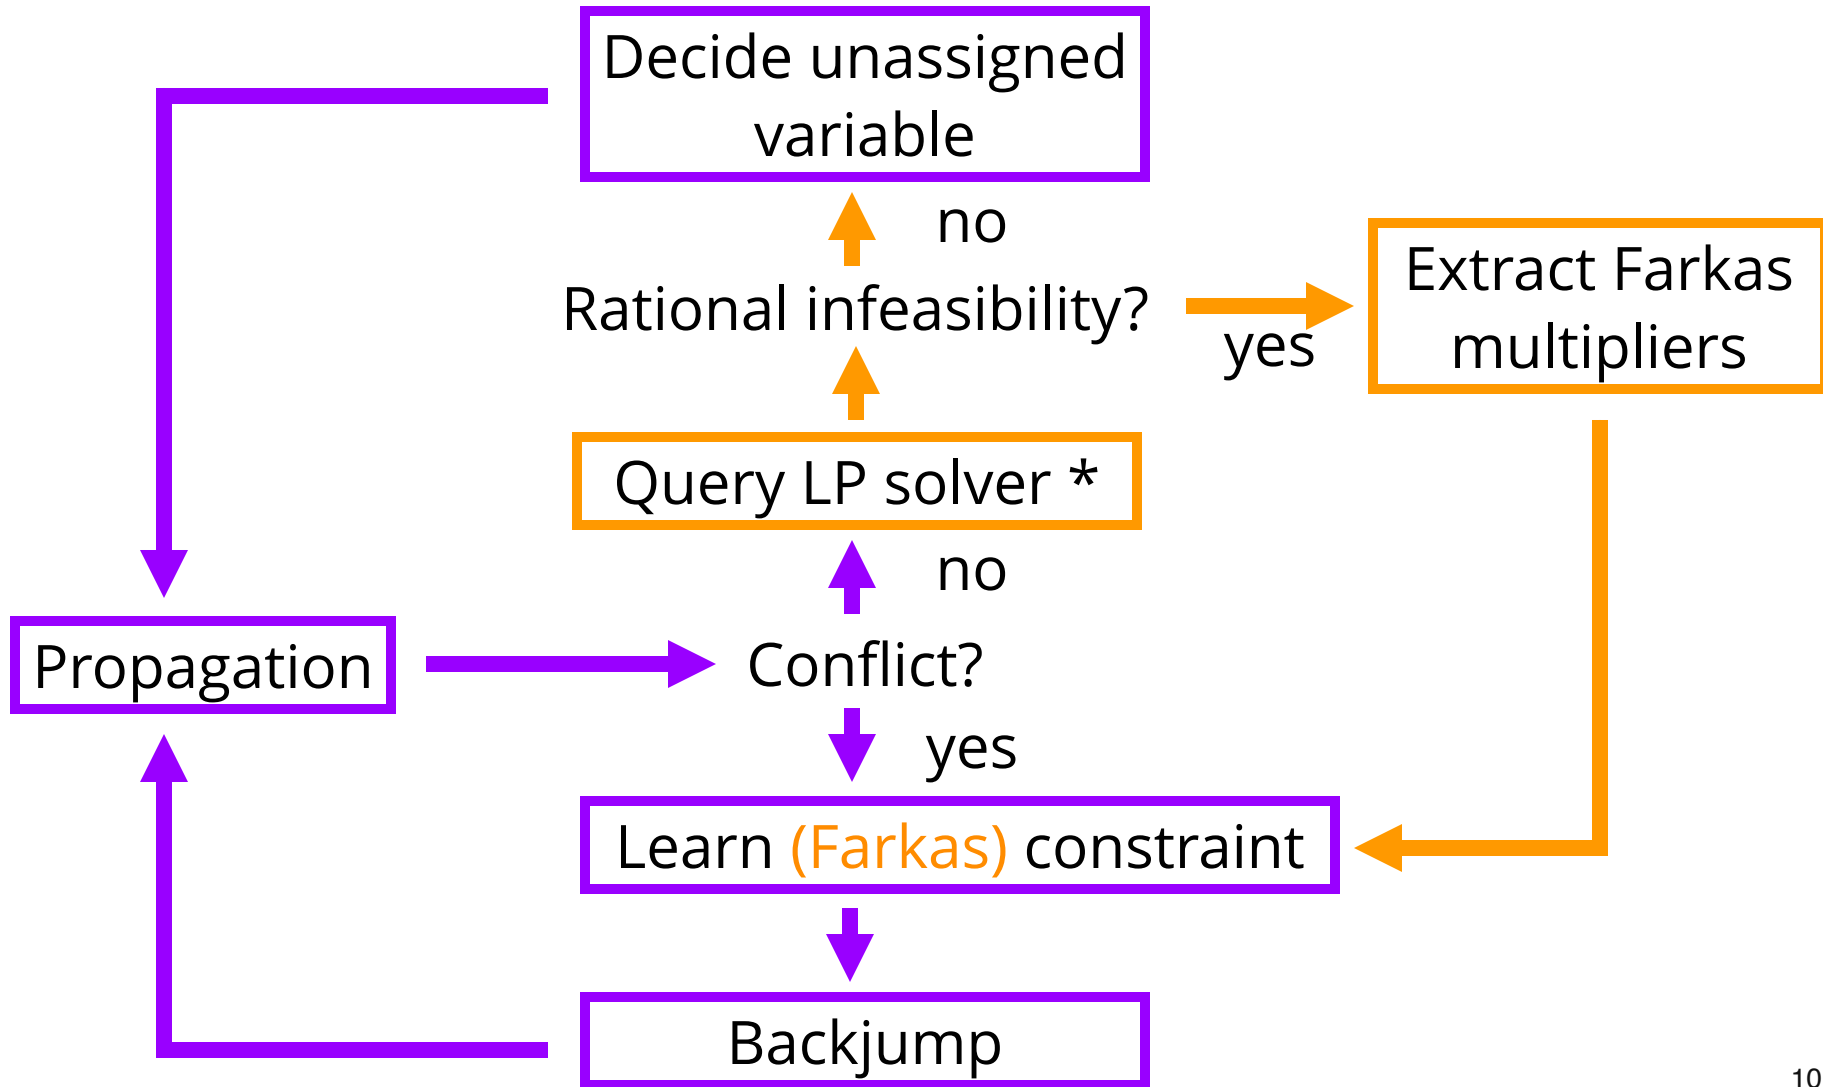 Decide unassigned
variable
no
Rational infeasibility?
yes
Extract Farkas
multipliers
Query LP solver *
no
Propagation
Conflict?
yes
Learn (Farkas) constraint
Backjump
10